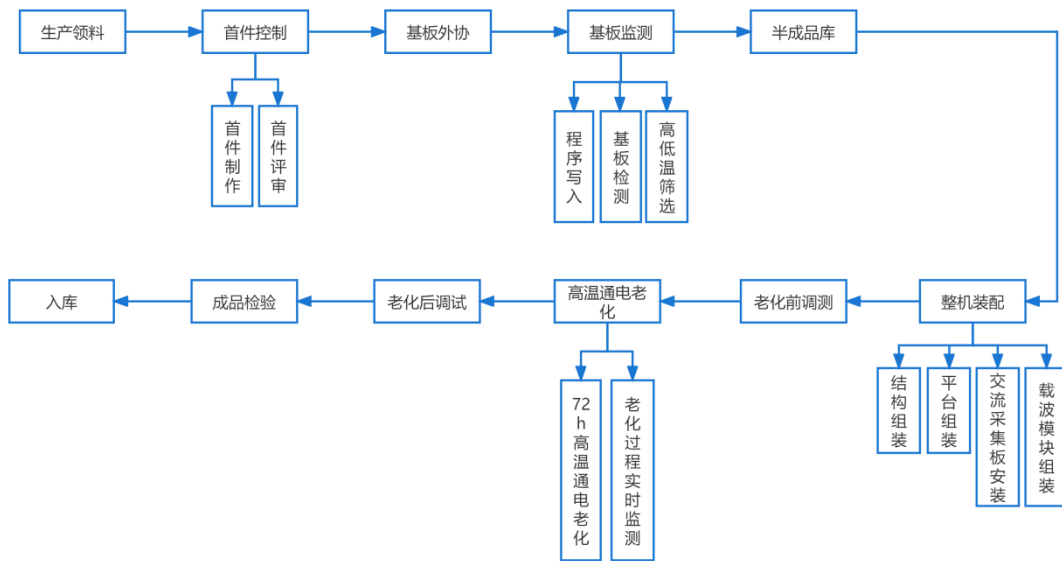 生产领料
首件控制
基板外协
基板监测
半成品库
首件制作
首件评审
程序写入
基板检测
高低温筛选
入库
成品检验
老化后调试
高温通电老
化
老化前调测
整机装配
72h高温通电老化
老化过程实时监测
结构组装
平台组装
交流采集板安装
载波模块组装